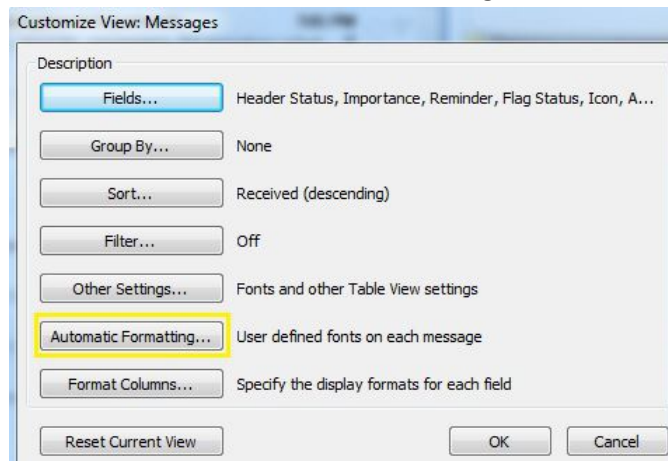 Customize View: Messages
Description
Fields... Header Status, Importance, Reminder, Flag Status, Icon, A...
Group By... None
Sort... Received (descending)
Filter... Off
Other Settings... Fonts and other Table View settings
Automatic Formatting... User defined fonts on each message
Format Columns... Specify the display formats for each field
Reset Current View OK Cancel